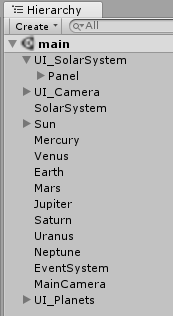 Hierarchy
Create All
main
UI_SolarSystem
Panel
UI_Camera
SolarSystem
Sun
Mercury
Venus
Earth
Mars
Jupiter
Saturn
Uranus
Neptune
EventSystem
MainCamera
UI_Planets